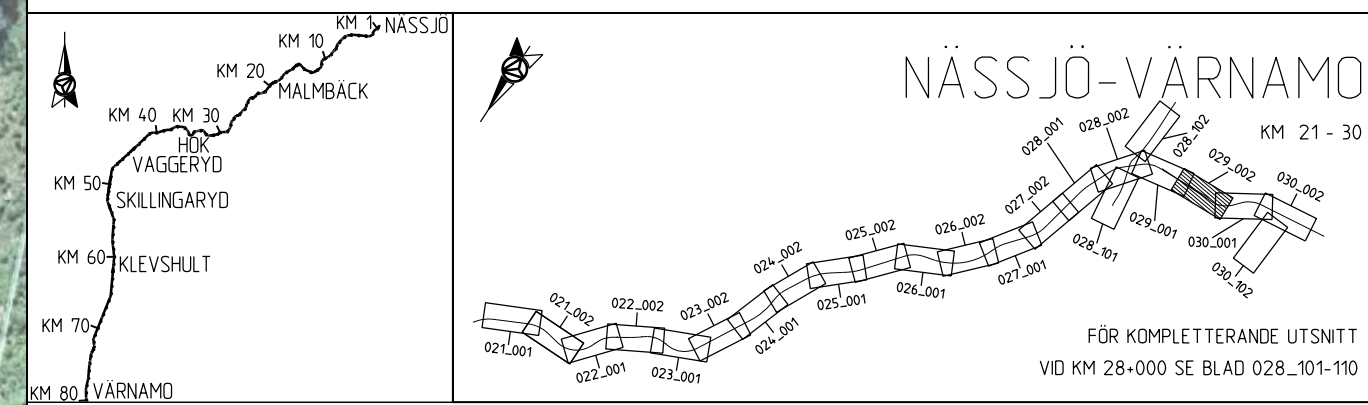 KM 1
NÄSSJÖ
KM 10
KM 20
MALMBÄCK
KM 40
KM 30
HOK
VAGGERYD
KM 50
SKILLINGARYD
KM 60
KLEVSHULT
KM 70
KM 80
VÄRNAMO
NÄSSJÖ-VÄRNAMO
KM 21 - 30
021_001
021_002
022_001
022_002
023_001
023_002
024_001
024_002
025_001
025_002
026_001
026_002
027_001
027_002
028_001
028_002
028_101
028_102
029_001
029_002
030_001
030_002
030_102
FÖR KOMPLETTERANDE UTSNITT
VID KM 28+000 SE BLAD 028_101-110